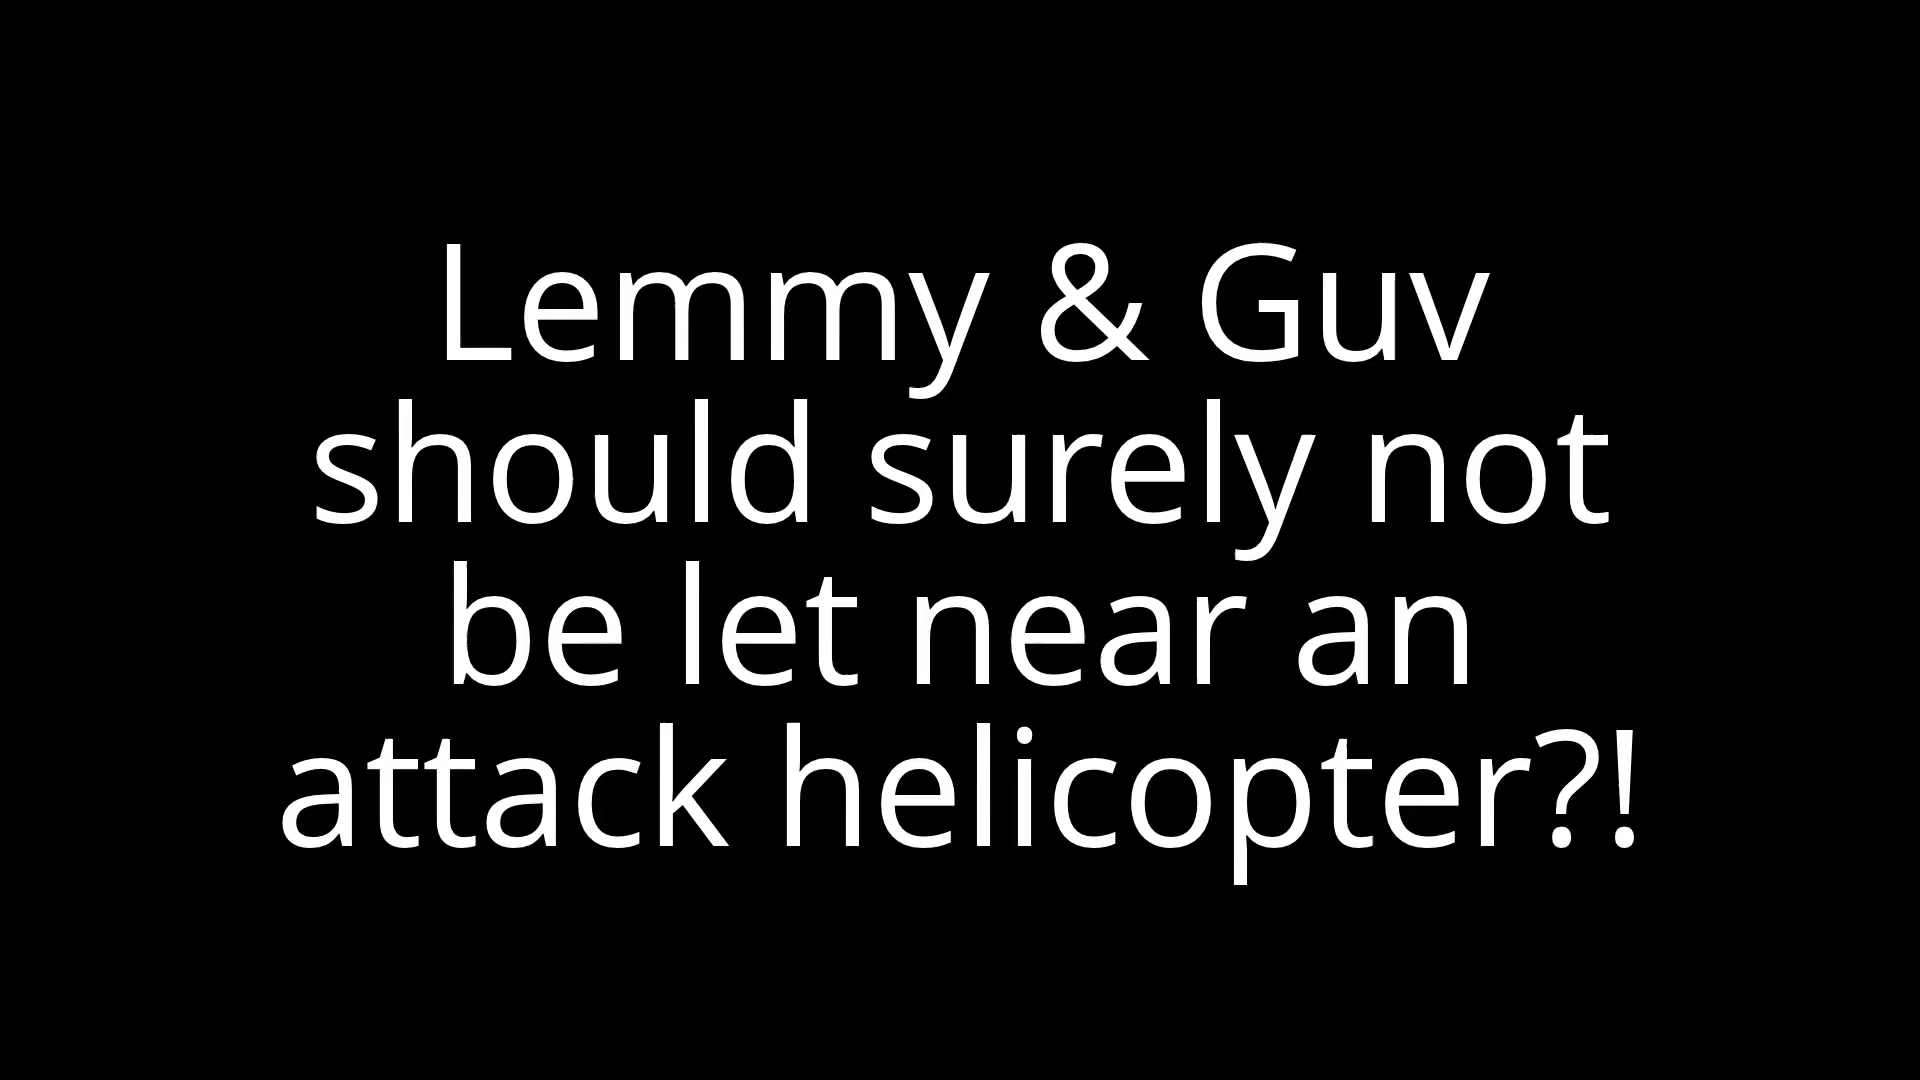 Lemmy & Guv
should surely not
be let near an
attack helicopter?!